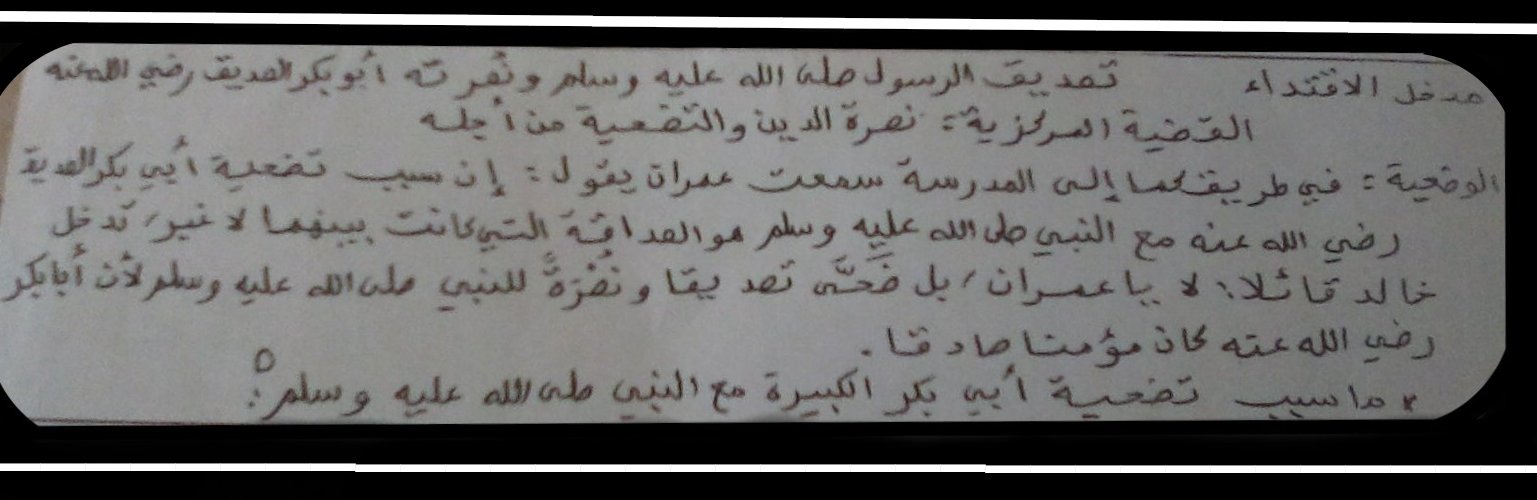 مدخل الاقتداء تصديق الرسول صلى الله عليه وسلم ونصرته أبو بكر الصديق رضي الله عنه
القضية المركزية: نصرة الدين والتضحية من أجله
الوضعية: في طريقكما إلى المدرسة سمعت عمران يقول: إن سبب تضحية أبي بكر الصديق
رضي الله عنه مع النبي صلى الله عليه وسلم هو الصداقة التي كانت بينهما لا غير، تدخل
خالد قائلا: لا يا عمران، بل ضَحَّى تصديقا ونُصْرَةً للنبي صلى الله عليه وسلم لأن أبا بكر
رضي الله عنه كان مؤمنا صادقا.
* ما سبب تضحية أبي بكر الكبيرة مع النبي صلى الله عليه وسلم؟